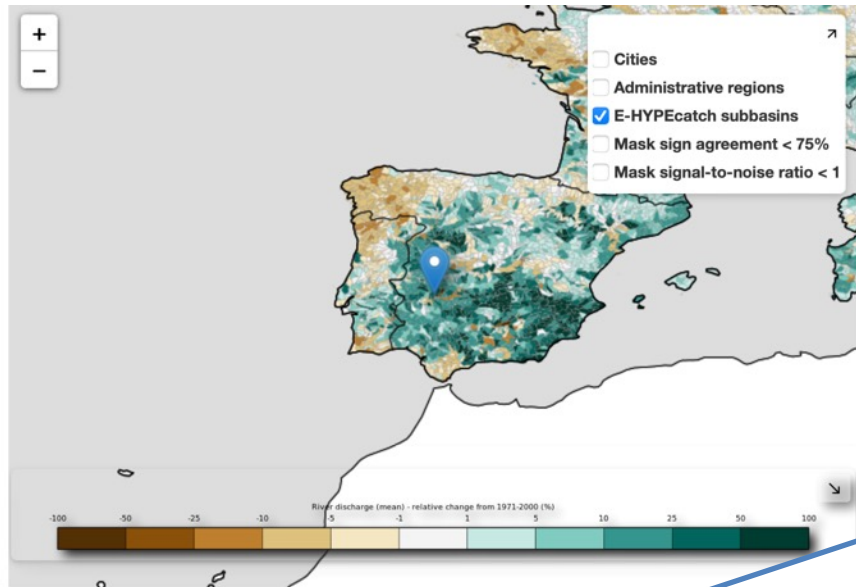 +
−
Cities
Administrative regions
E-HYPEcatch subbasins
Mask sign agreement < 75%
Mask signal-to-noise ratio < 1
River discharge (mean) - relative change from 1971-2000 (%)
-100 -50 -25 -10 -5 -1 1 5 10 25 50 100